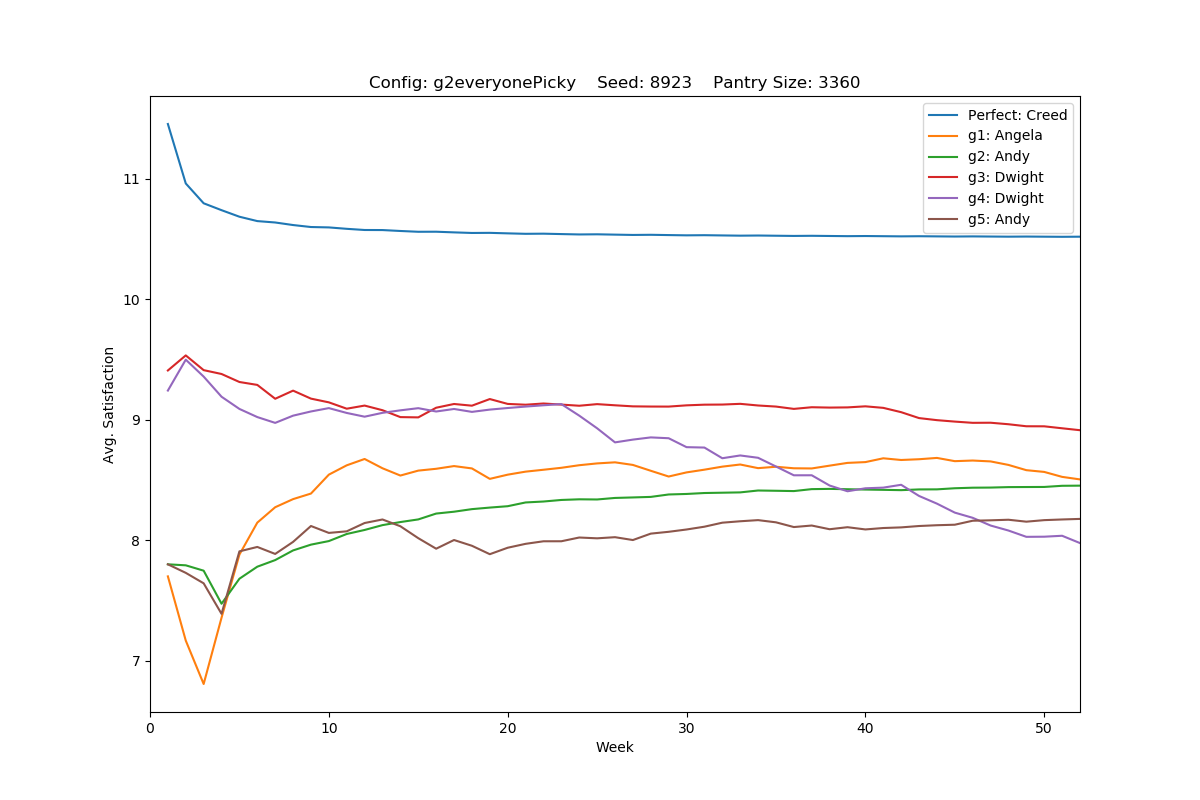 Config: g2everyonePicky    Seed: 8923    Pantry Size: 3360
Perfect: Creed
g1: Angela
g2: Andy
g3: Dwight
g4: Dwight
g5: Andy
Avg. Satisfaction
11
10
9
8
7
0 10 20 30 40 50
Week